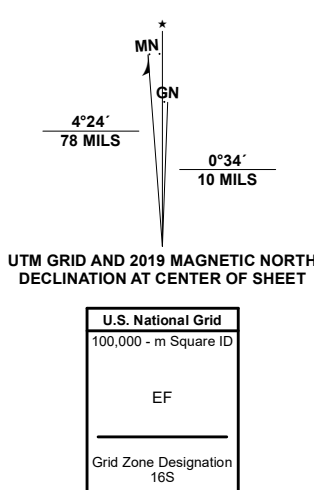 ★
MN
GN
4°24´
78 MILS
0°34´
10 MILS
UTM GRID AND 2019 MAGNETIC NORTH
DECLINATION AT CENTER OF SHEET
U.S. National Grid
100,000 - m Square ID
EF
Grid Zone Designation
16S